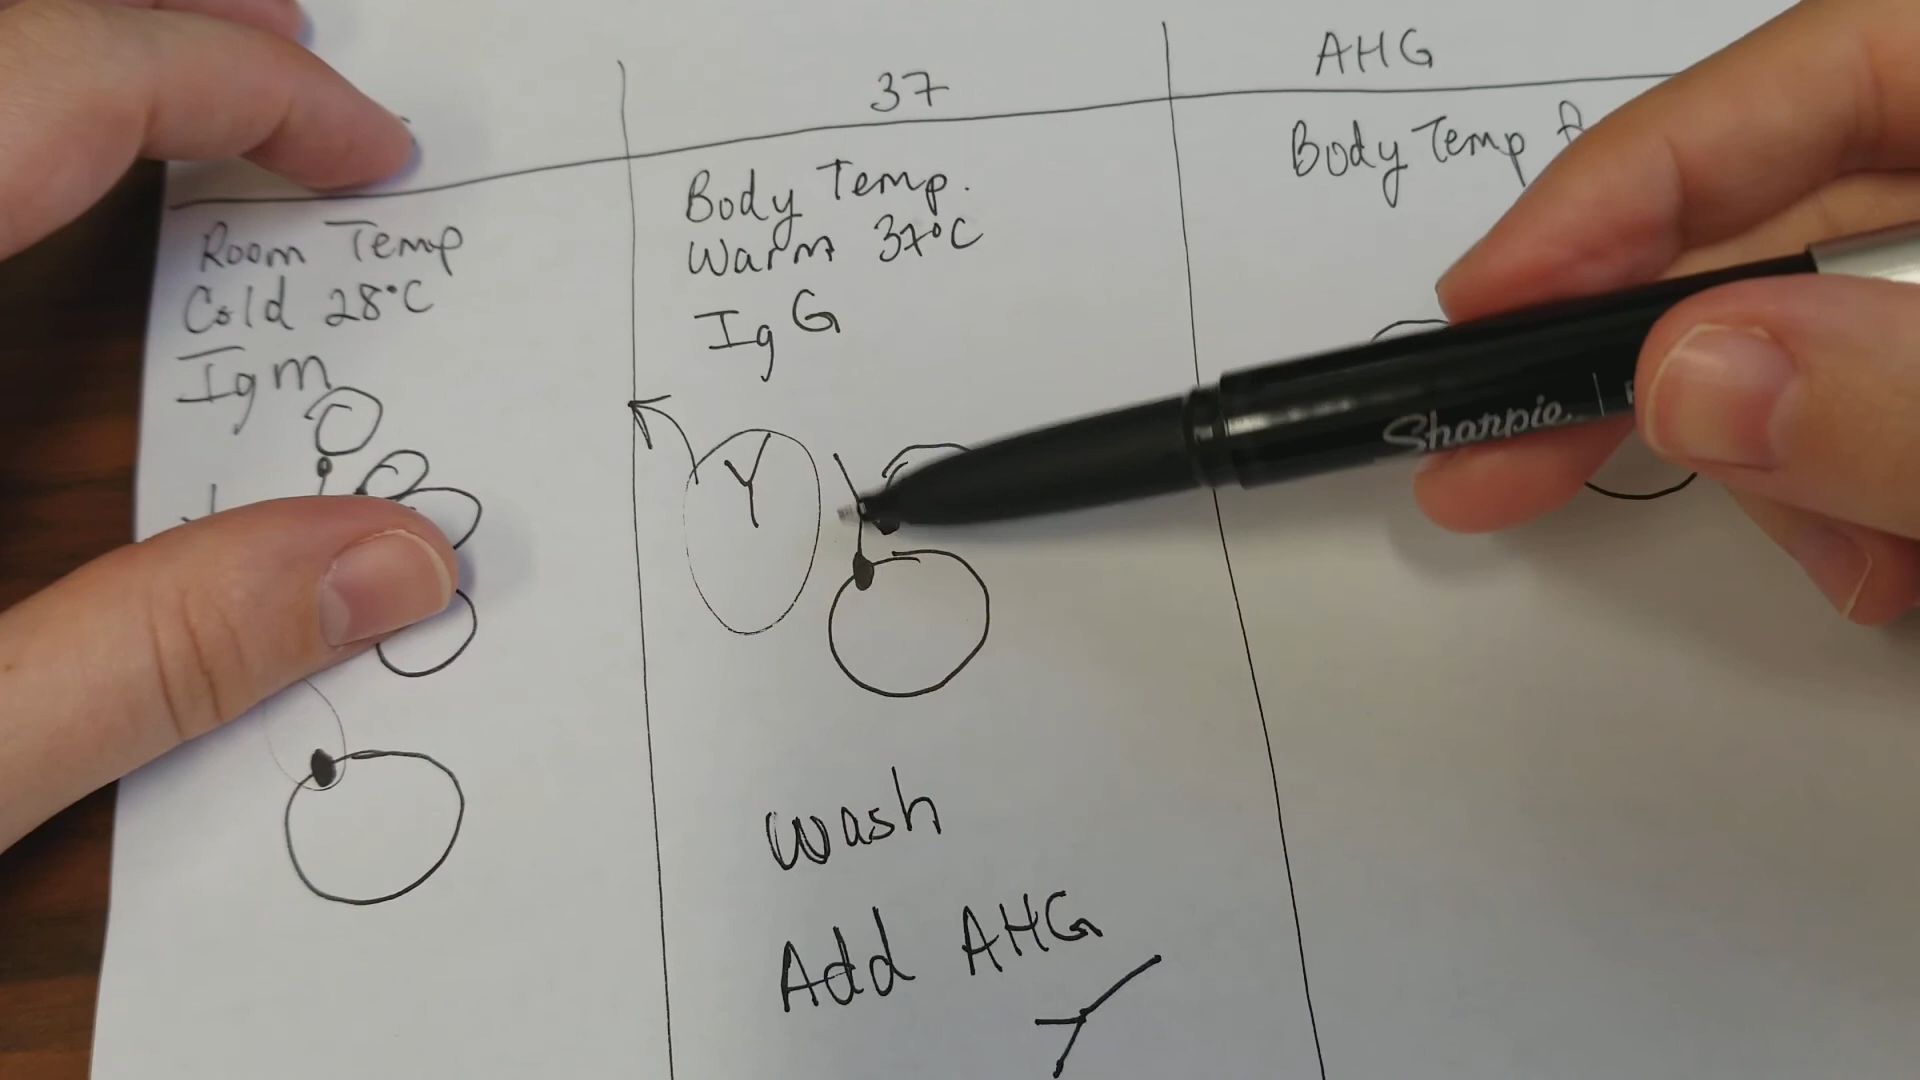 37
AHG
Room Temp
Cold 28°C
Igm
Body Temp.
Warm 37°C
IgG
Y
Wash
Add AHG
Body Temp
Sharpie